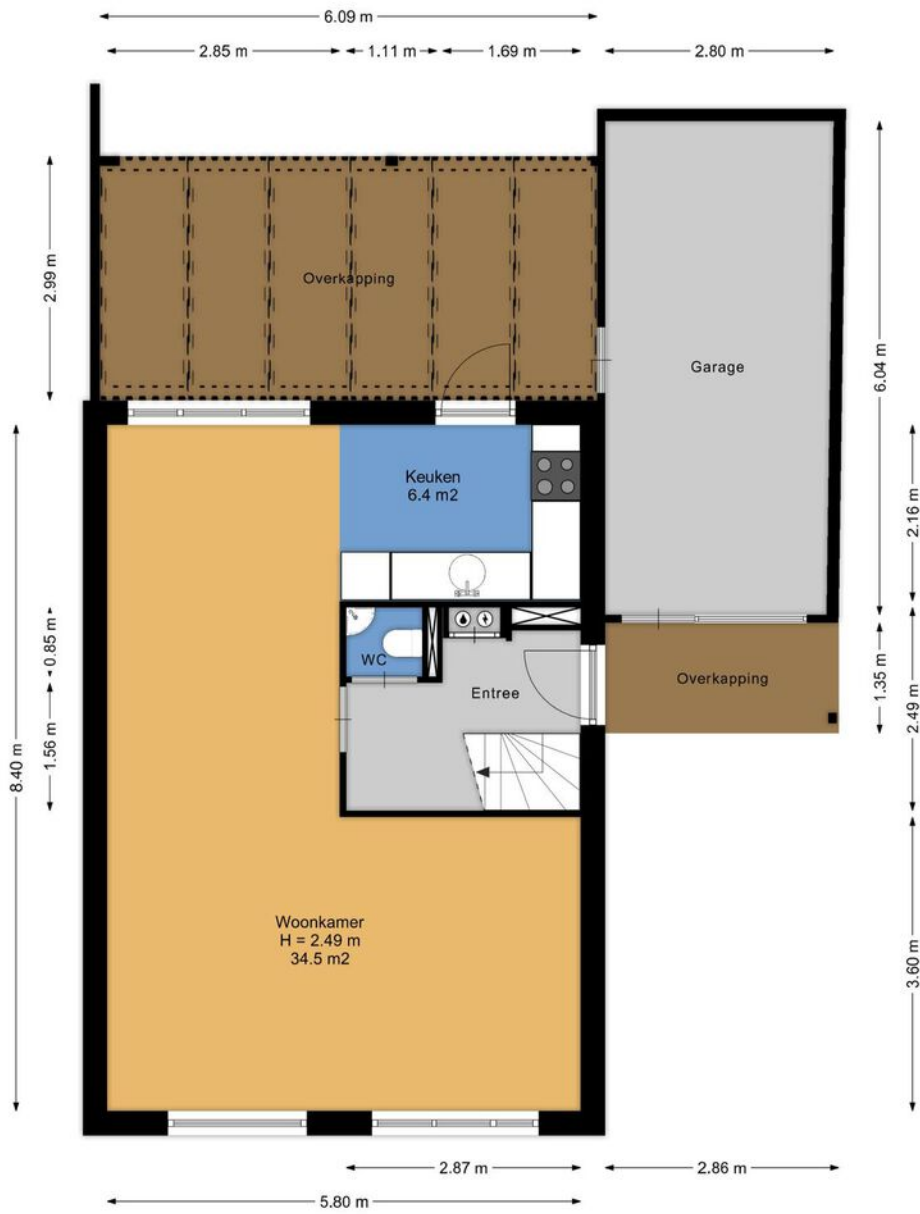 6.09 m
2.85 m
1.11 m
1.69 m
2.80 m
2.99 m
Overkapping
Garage
6.04 m
Keuken
6.4 m2
2.16 m
0.85 m
WC
Entree
Overkapping
1.35 m
2.49 m
1.56 m
8.40 m
Woonkamer
H = 2.49 m
34.5 m2
3.60 m
2.87 m
2.86 m
5.80 m